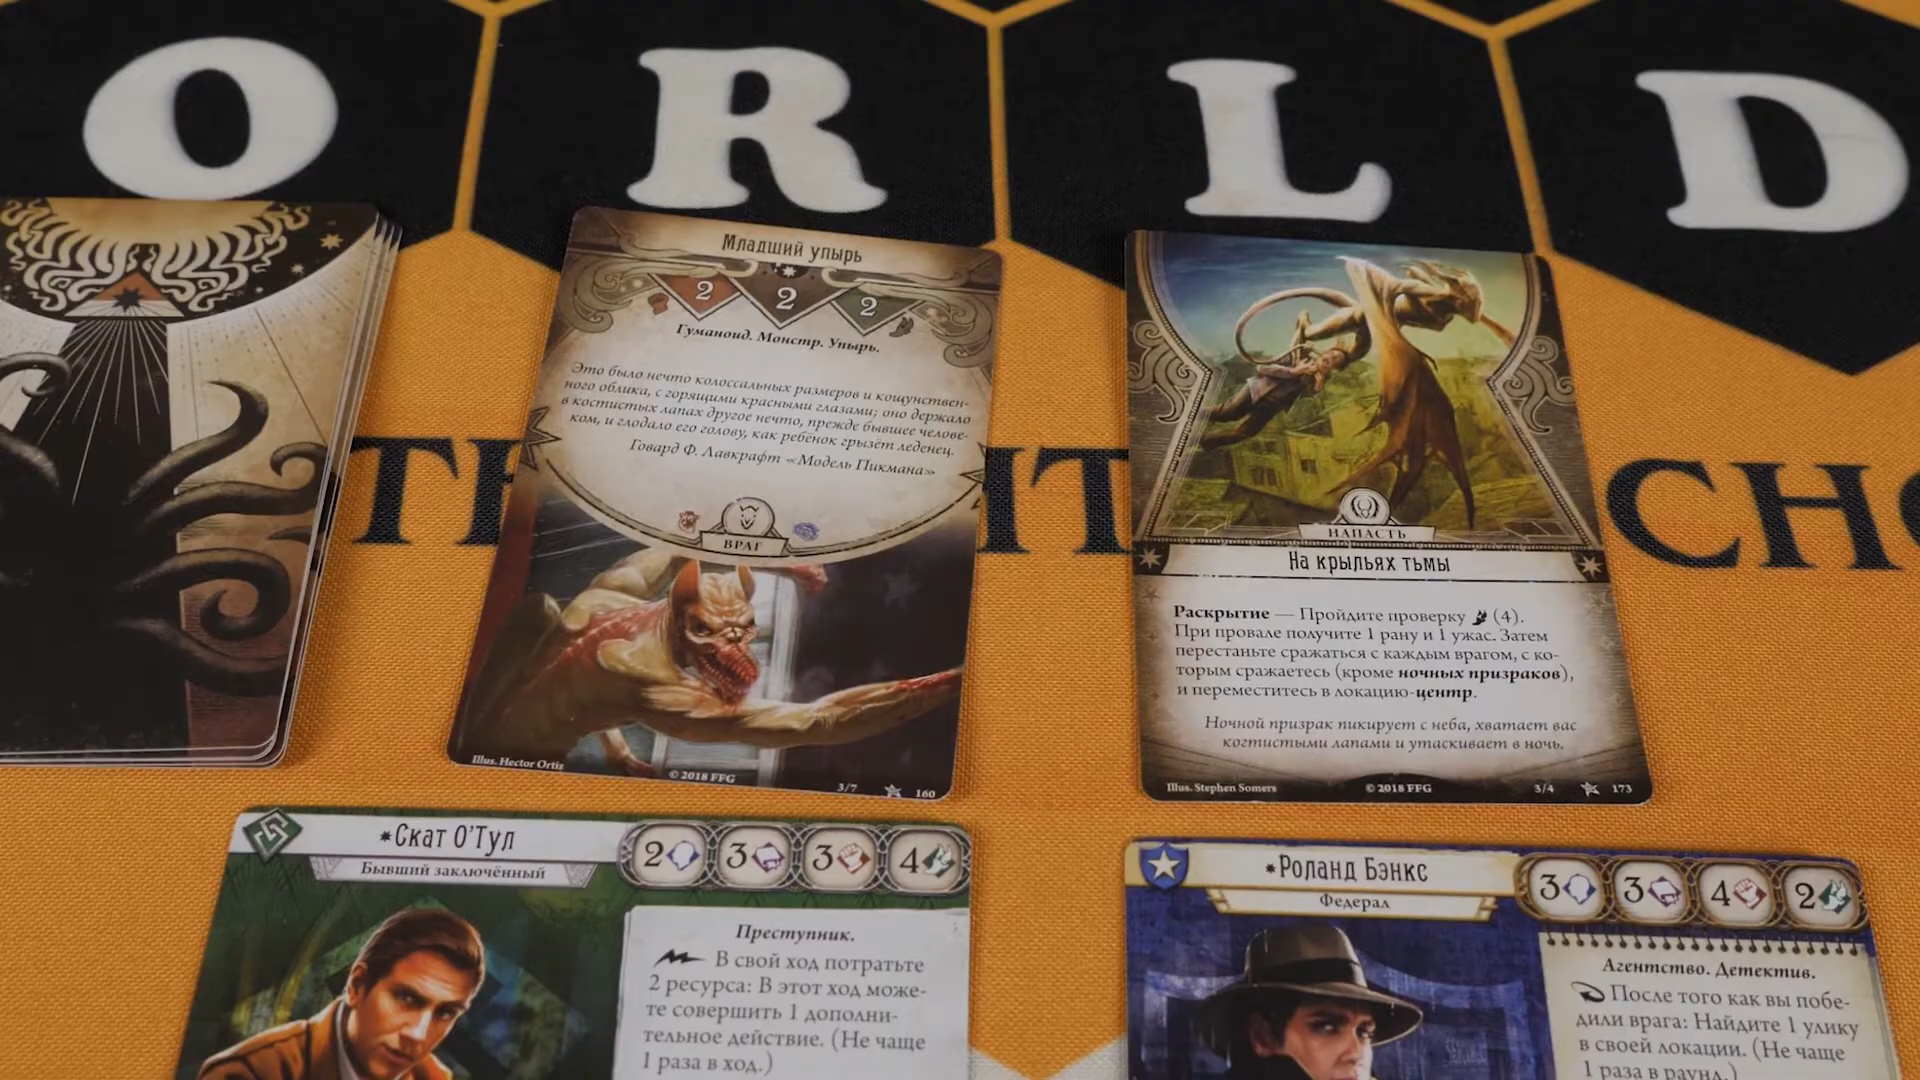 ORLD
Младший упырь
2 2 2
Гуманоид. Монстр. Упырь.
Это было нечто колоссальных размеров и кощунствен-
ного облика, с горящими красными глазами; оно держало
в костистых лапах другое нечто, прежде бывшее челове-
ком, и глодало его голову, как ребёнок грызёт леденец.
Говард Ф. Лавкрафт «Модель Пикмана»
ВРАГ
Illus. Hector Ortiz
© 2018 FFG
3/7
160
НАПАСТЬ
На крыльях тьмы
Раскрытие — Пройдите проверку (4).
При провале получите 1 рану и 1 ужас. Затем
перестаньте сражаться с каждым врагом, с ко-
торым сражаетесь (кроме ночных призраков),
и переместитесь в локацию-центр.
Ночной призрак пикирует с неба, хватает вас
когтистыми лапами и утаскивает в ночь.
Illus. Stephen Somers
© 2018 FFG
3/4
173
Скат О'Тул
Бывший заключённый
2 3 3 4
Преступник.
В свой ход потратьте
2 ресурса: В этот ход може-
те совершить 1 дополни-
тельное действие. (Не чаще
1 раза в ход.)
Роланд Бэнкс
Федерал
3 3 4 2
Агентство. Детектив.
После того как вы побе-
дили врага: Найдите 1 улику
в своей локации. (Не чаще
1 раза в раунд.)